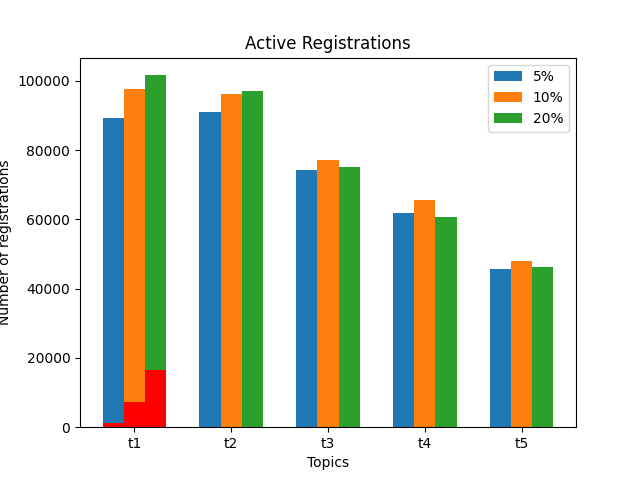 Active Registrations
5%
10%
20%
Number of registrations
100000
80000
60000
40000
20000
0
t1 t2 t3 t4 t5
Topics